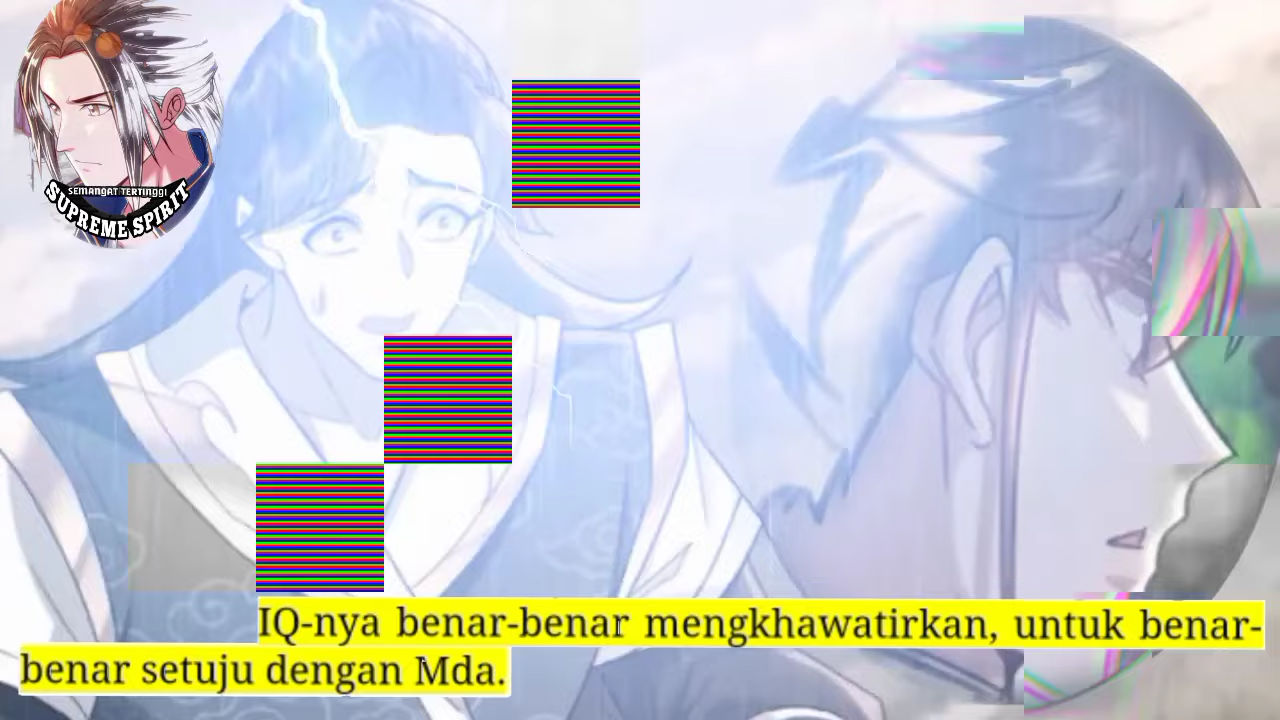 SEMANGAT TERTINGGI
SUPREME SPIRIT
IQ-nya benar-benar mengkhawatirkan, untuk benar-
benar setuju dengan Mda.